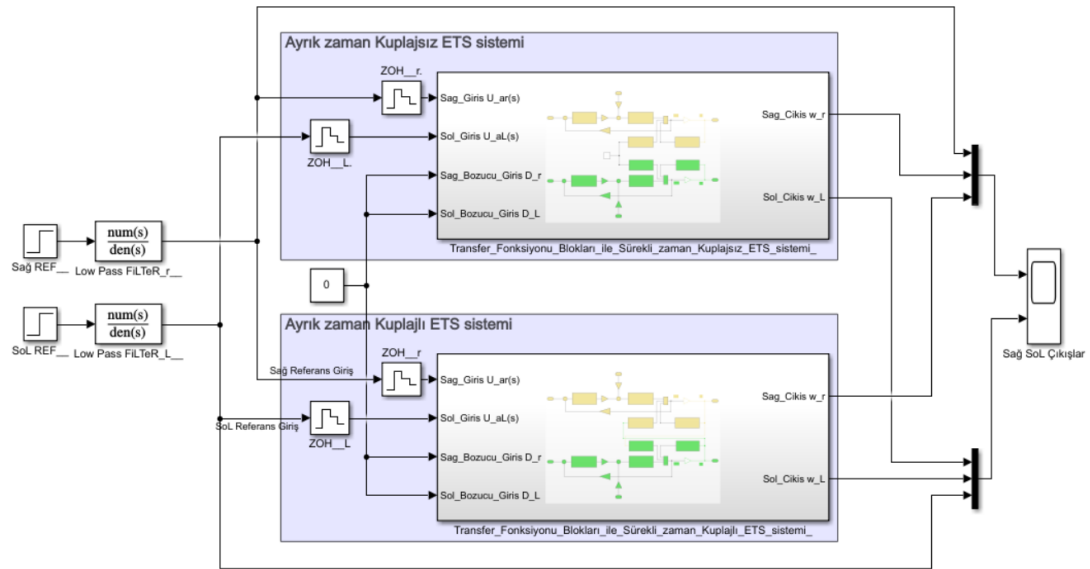 Ayrık zaman Kuplajsız ETS sistemi
ZOH__r.
Sag_Giris U_ar(s)
Sol_Giris U_aL(s)
ZOH__L.
Sag_Bozucu_Giris D_r
Sol_Bozucu_Giris D_L
Sag_Cikis w_r
Sol_Cikis w_L
Transfer_Fonksiyonu_Blokları_ile_Sürekli_zaman_Kuplajsız_ETS_sistemi_
num(s)
den(s)
Sağ REF__
Low Pass FiLTeR_r__
num(s)
den(s)
SoL REF__
Low Pass FiLTeR_L__
0
Ayrık zaman Kuplajlı ETS sistemi
ZOH__r
Sağ Referans Giriş
Sag_Giris U_ar(s)
SoL Referans Giriş
Sol_Giris U_aL(s)
ZOH__L
Sag_Bozucu_Giris D_r
Sol_Bozucu_Giris D_L
Sag_Cikis w_r
Sol_Cikis w_L
Transfer_Fonksiyonu_Blokları_ile_Sürekli_zaman_Kuplajlı_ETS_sistemi_
Sağ SoL Çıkışlar